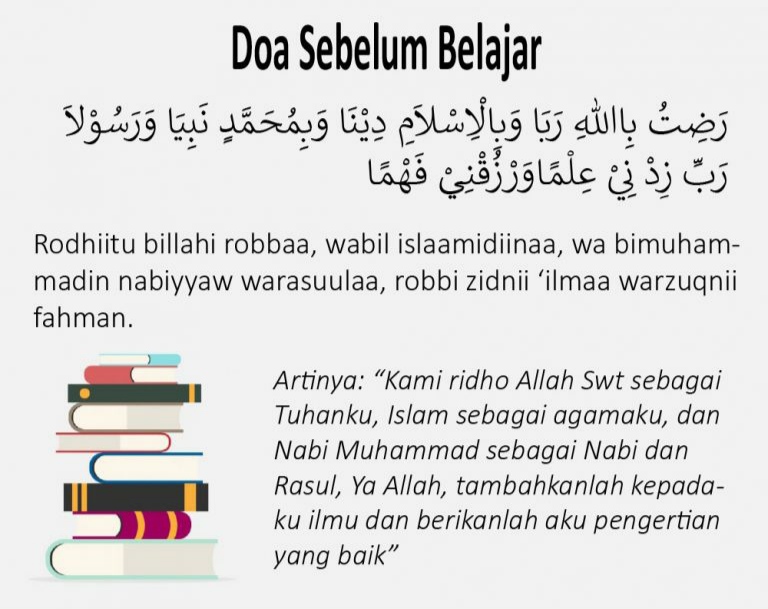 Doa Sebelum Belajar
رَضِتُ بِااللهِ رَبَا وَبِالْاِسْلاَمِ دِيْنَا وَبِمُحَمَّدٍ نَبِيَا وَرَسُوْلاَ
رَبِّ زِدْ نِيْ عِلْمًاوَرْزُقْنِيْ فَهْمًا
Rodhiitu billahi robbaa, wabil islaamidiinaa, wa bimuham-
madin nabiyyaw warasuulaa, robbi zidnii ‘ilmaa warzuqnii
fahman.
Artinya: “Kami ridho Allah Swt sebagai
Tuhanku, Islam sebagai agamaku, dan
Nabi Muhammad sebagai Nabi dan
Rasul, Ya Allah, tambahkanlah kepada-
ku ilmu dan berikanlah aku pengertian
yang baik”